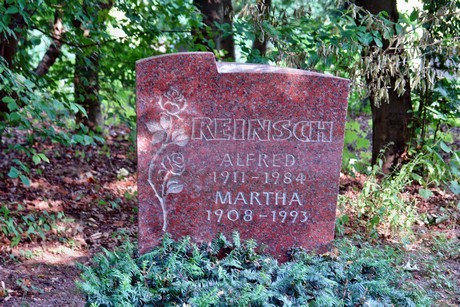 REINSCH
ALFRED
1911-1984
MARTHA
1908-1993